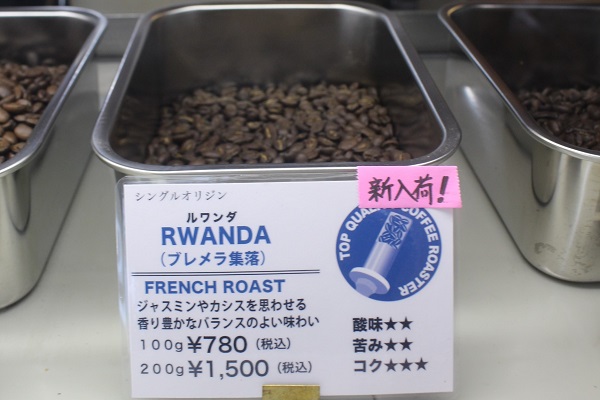 新入荷!
シングルオリジン
ルワンダ
RWANDA
(ブレメラ集落)
FRENCH ROAST
ジャスミンやカシスを思わせる
香り豊かなバランスのよい味わい
100g ¥780 (税込)
200g ¥1,500 (税込)
TOP QUALITY COFFEE ROASTER
酸味★★
苦み★★
コク★★★